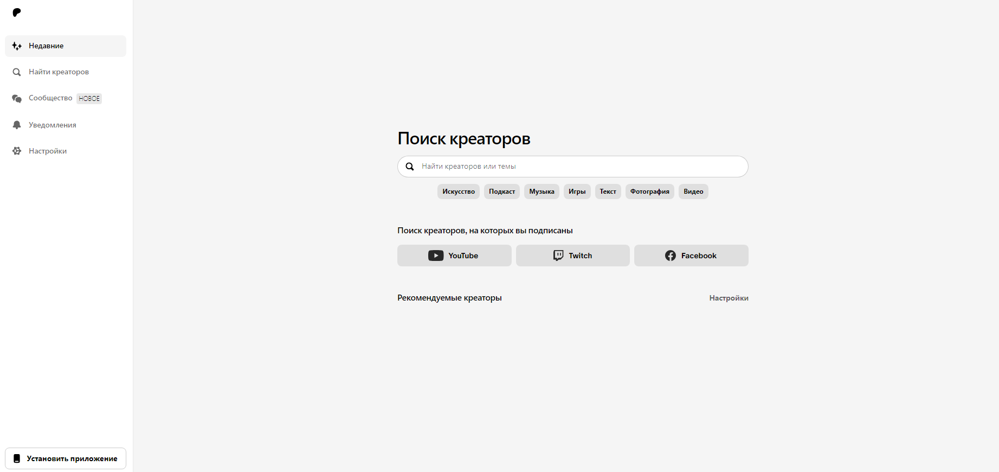 Недавние
Найти креаторов
Сообщество НОВОЕ
Уведомления
Настройки
Установить приложение
Поиск креаторов
Найти креаторов или темы
Искусство Подкаст Музыка Игры Текст Фотография Видео
Поиск креаторов, на которых вы подписаны
YouTube Twitch Facebook
Рекомендуемые креаторы Настройки